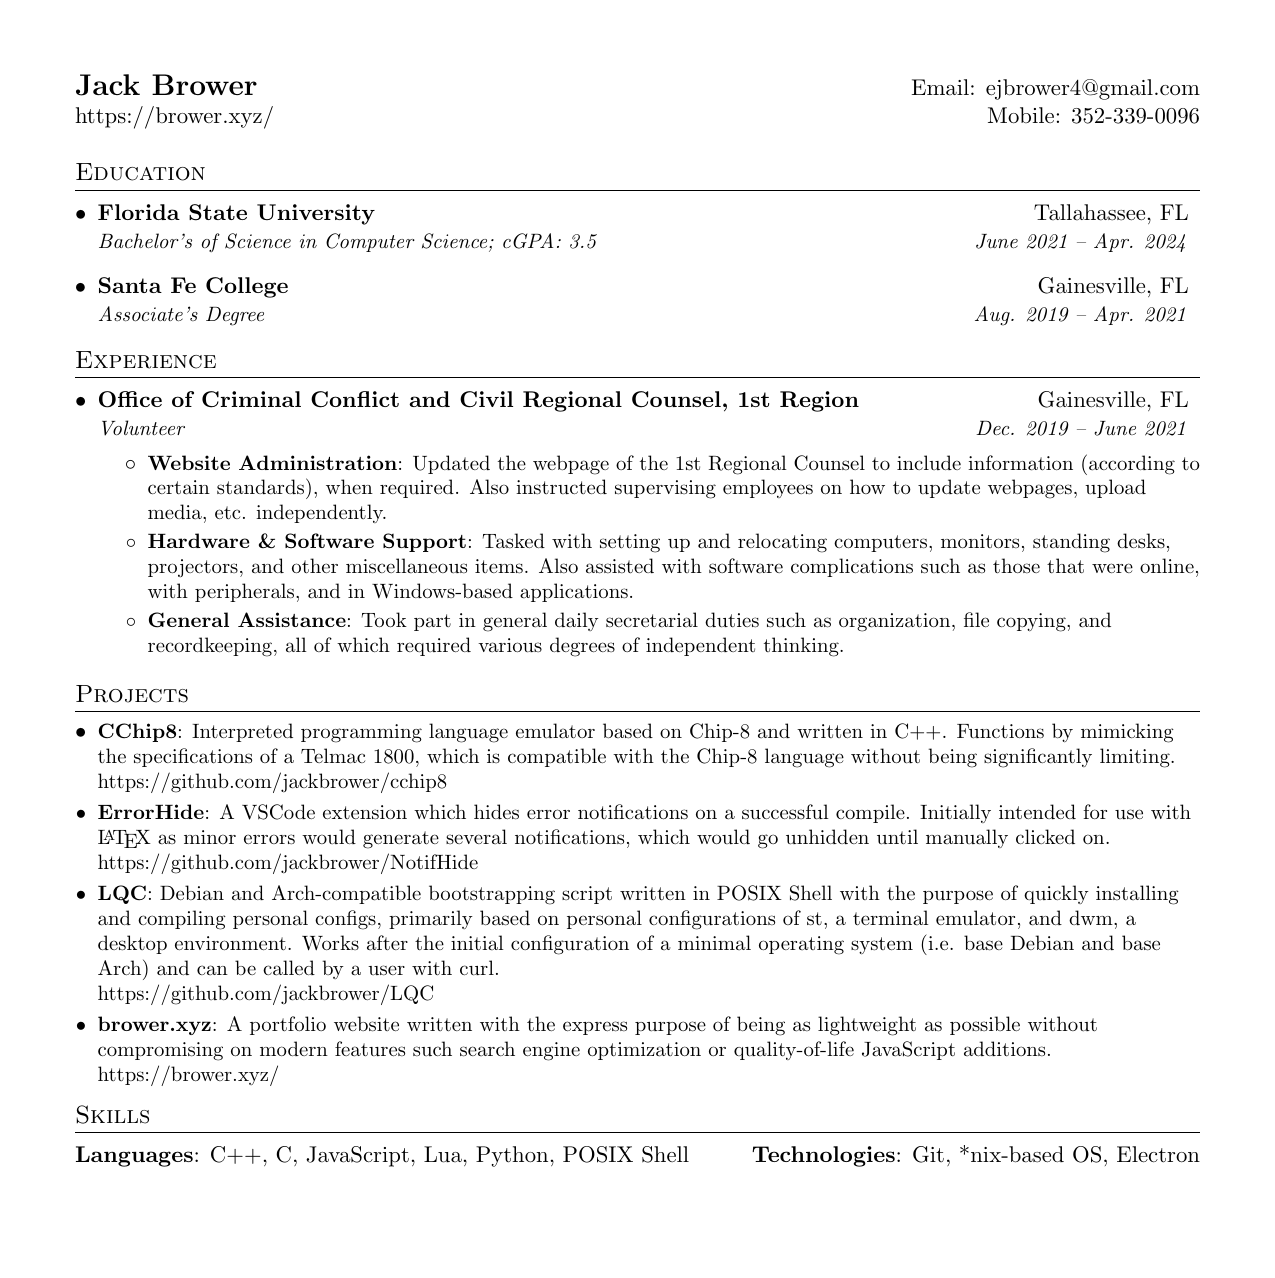 Jack Brower Email: ejbrower4@gmail.com
https://brower.xyz/ Mobile: 352-339-0096
Education
• Florida State University Tallahassee, FL
Bachelor's of Science in Computer Science; cGPA: 3.5 June 2021 – Apr. 2024
• Santa Fe College Gainesville, FL
Associate's Degree Aug. 2019 – Apr. 2021
Experience
• Office of Criminal Conflict and Civil Regional Counsel, 1st Region Gainesville, FL
Volunteer Dec. 2019 – June 2021
◦ Website Administration: Updated the webpage of the 1st Regional Counsel to include information (according to
certain standards), when required. Also instructed supervising employees on how to update webpages, upload
media, etc. independently.
◦ Hardware & Software Support: Tasked with setting up and relocating computers, monitors, standing desks,
projectors, and other miscellaneous items. Also assisted with software complications such as those that were online,
with peripherals, and in Windows-based applications.
◦ General Assistance: Took part in general daily secretarial duties such as organization, file copying, and
recordkeeping, all of which required various degrees of independent thinking.
Projects
• CChip8: Interpreted programming language emulator based on Chip-8 and written in C++. Functions by mimicking
the specifications of a Telmac 1800, which is compatible with the Chip-8 language without being significantly limiting.
https://github.com/jackbrower/cchip8
• ErrorHide: A VSCode extension which hides error notifications on a successful compile. Initially intended for use with
LATEX as minor errors would generate several notifications, which would go unhidden until manually clicked on.
https://github.com/jackbrower/NotifHide
• LQC: Debian and Arch-compatible bootstrapping script written in POSIX Shell with the purpose of quickly installing
and compiling personal configs, primarily based on personal configurations of st, a terminal emulator, and dwm, a
desktop environment. Works after the initial configuration of a minimal operating system (i.e. base Debian and base
Arch) and can be called by a user with curl.
https://github.com/jackbrower/LQC
• brower.xyz: A portfolio website written with the express purpose of being as lightweight as possible without
compromising on modern features such search engine optimization or quality-of-life JavaScript additions.
https://brower.xyz/
Skills
Languages: C++, C, JavaScript, Lua, Python, POSIX Shell Technologies: Git, *nix-based OS, Electron